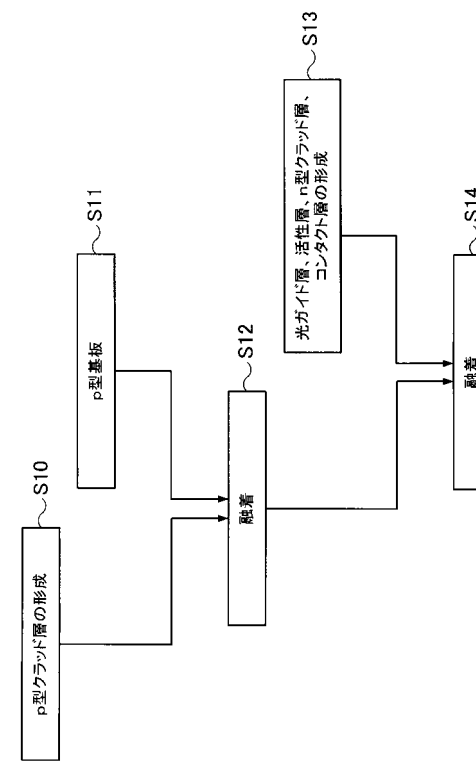 S10
p型クラッド層の形成
S11
p型基板
S12
融着
S13
光ガイド層、活性層、n型クラッド層、
コンタクト層の形成
S14
融着